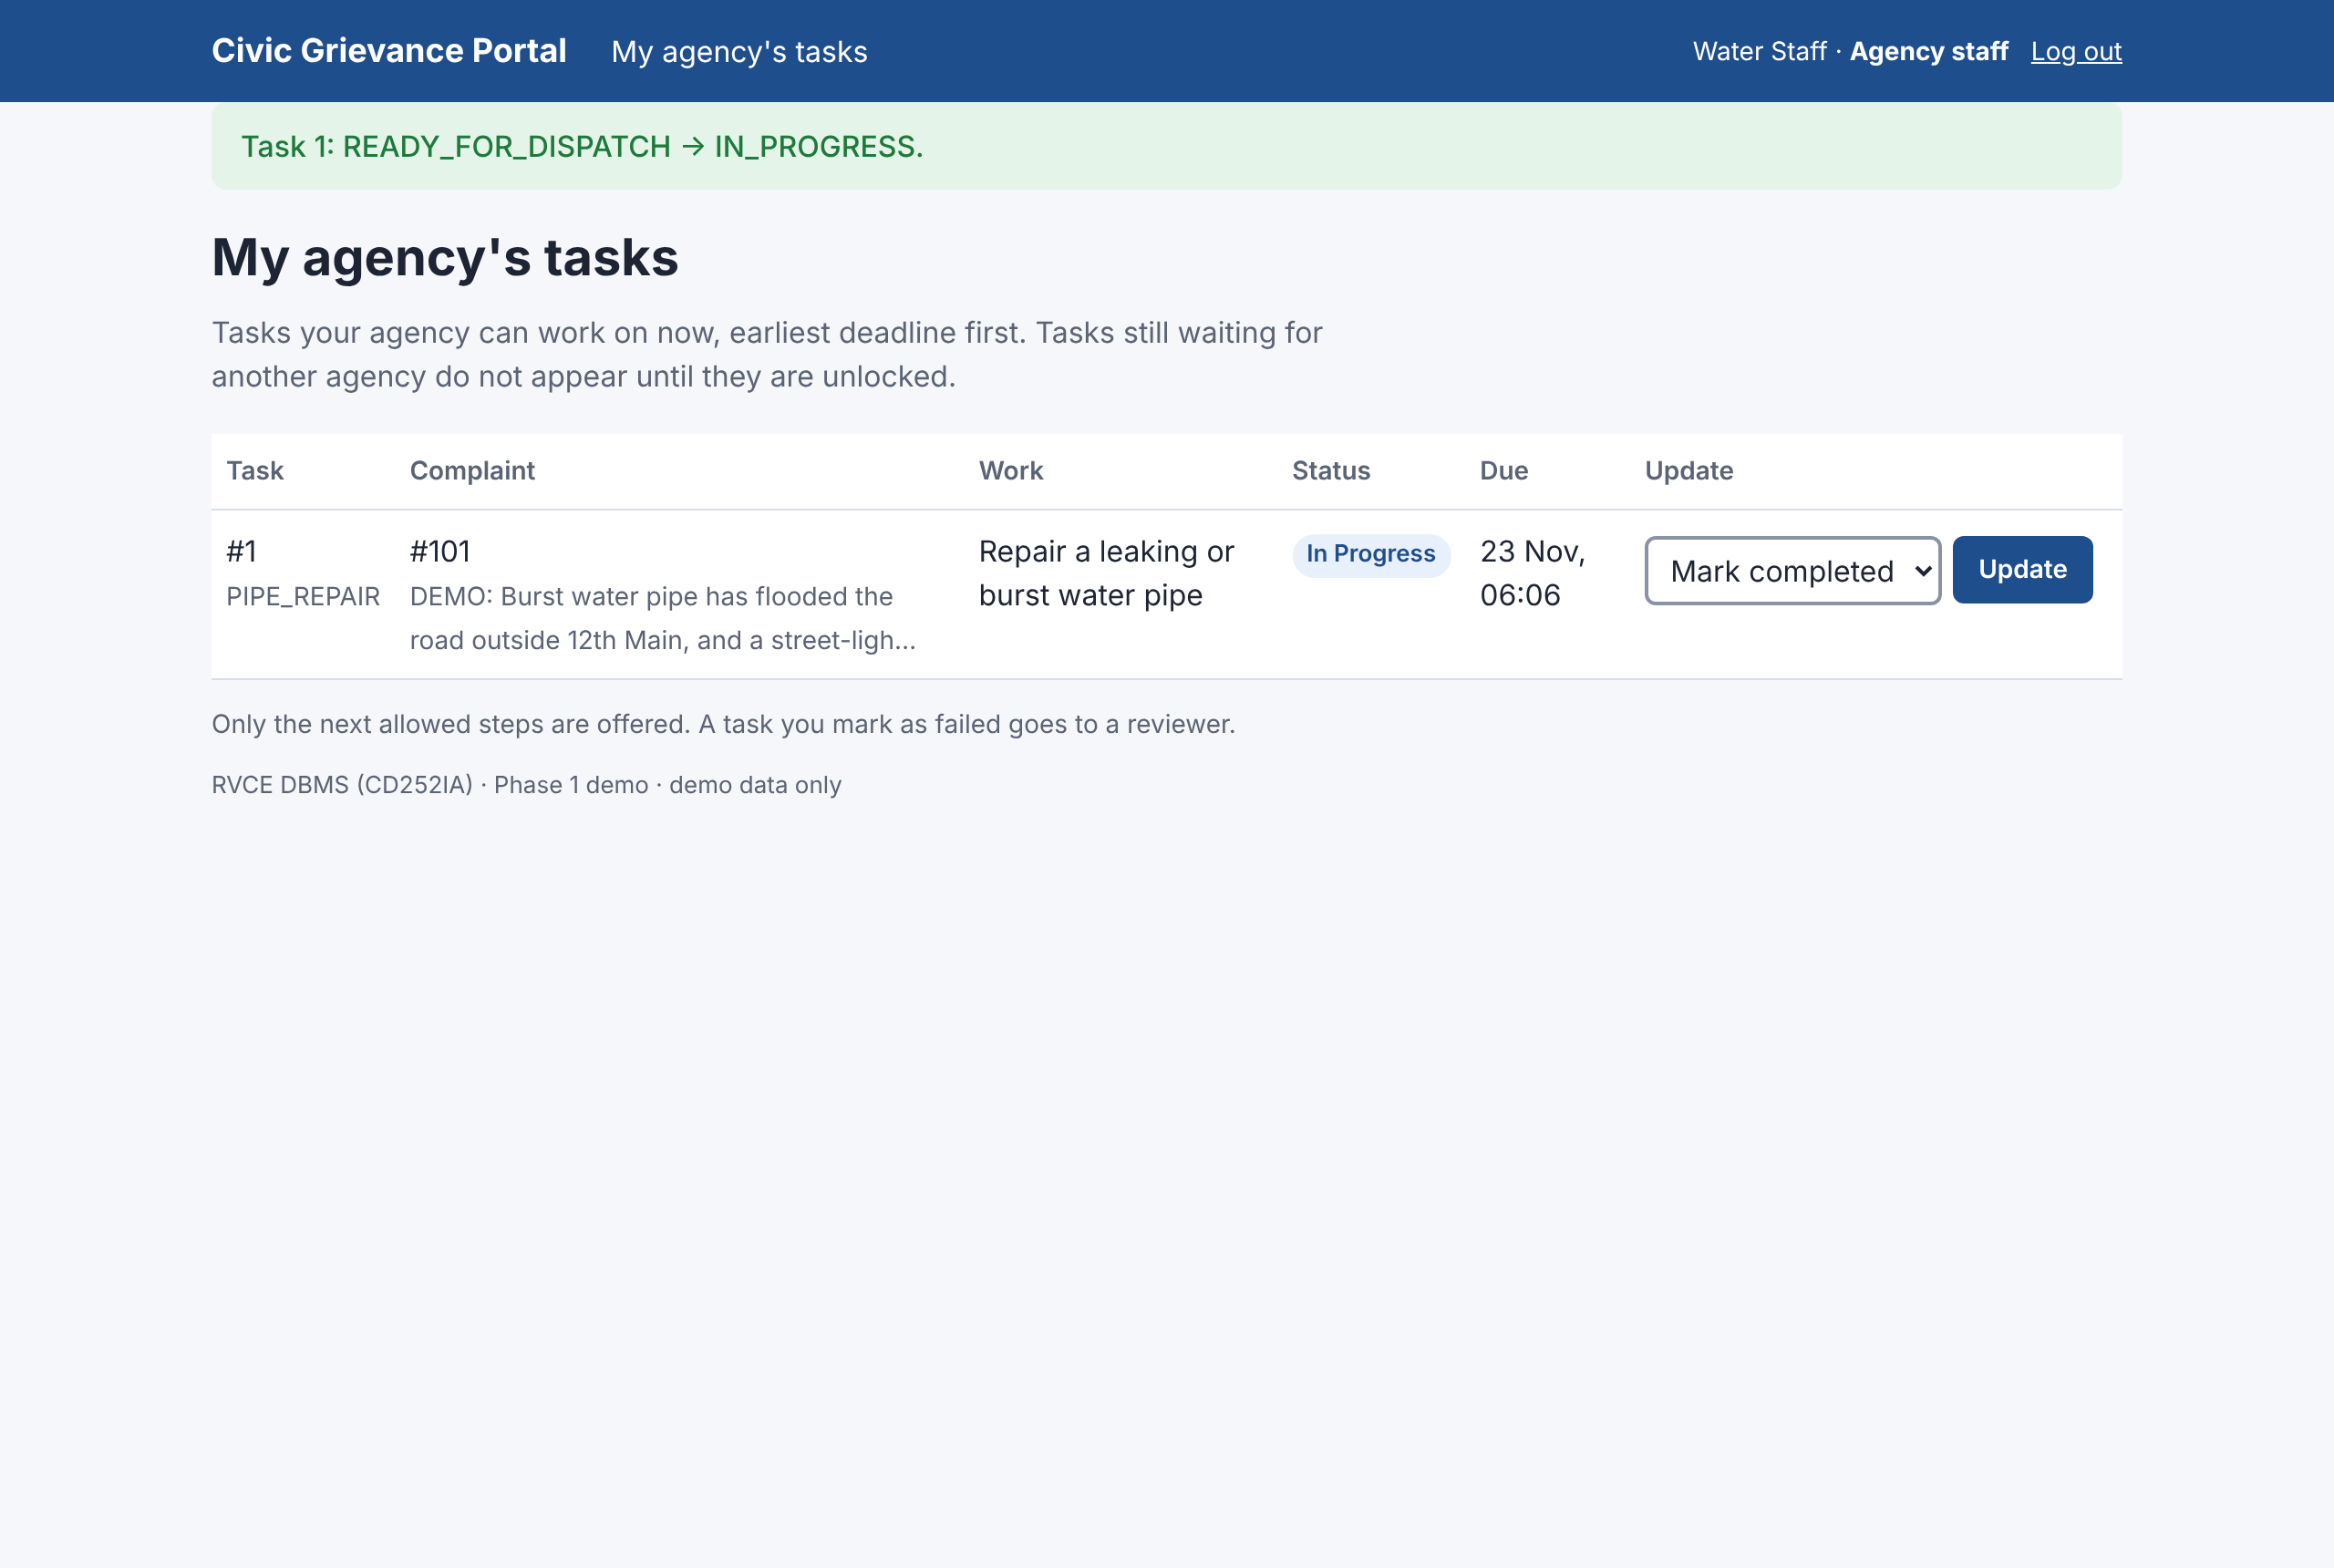 Civic Grievance Portal My agency's tasks Water Staff · Agency staff Log out
Task 1: READY_FOR_DISPATCH → IN_PROGRESS.
My agency's tasks
Tasks your agency can work on now, earliest deadline first. Tasks still waiting for
another agency do not appear until they are unlocked.
Task Complaint Work Status Due Update
#1 #101 Repair a leaking or In Progress 23 Nov, Mark completed Update
PIPE_REPAIR DEMO: Burst water pipe has flooded the burst water pipe 06:06
road outside 12th Main, and a street-ligh...
Only the next allowed steps are offered. A task you mark as failed goes to a reviewer.
RVCE DBMS (CD252IA) · Phase 1 demo · demo data only